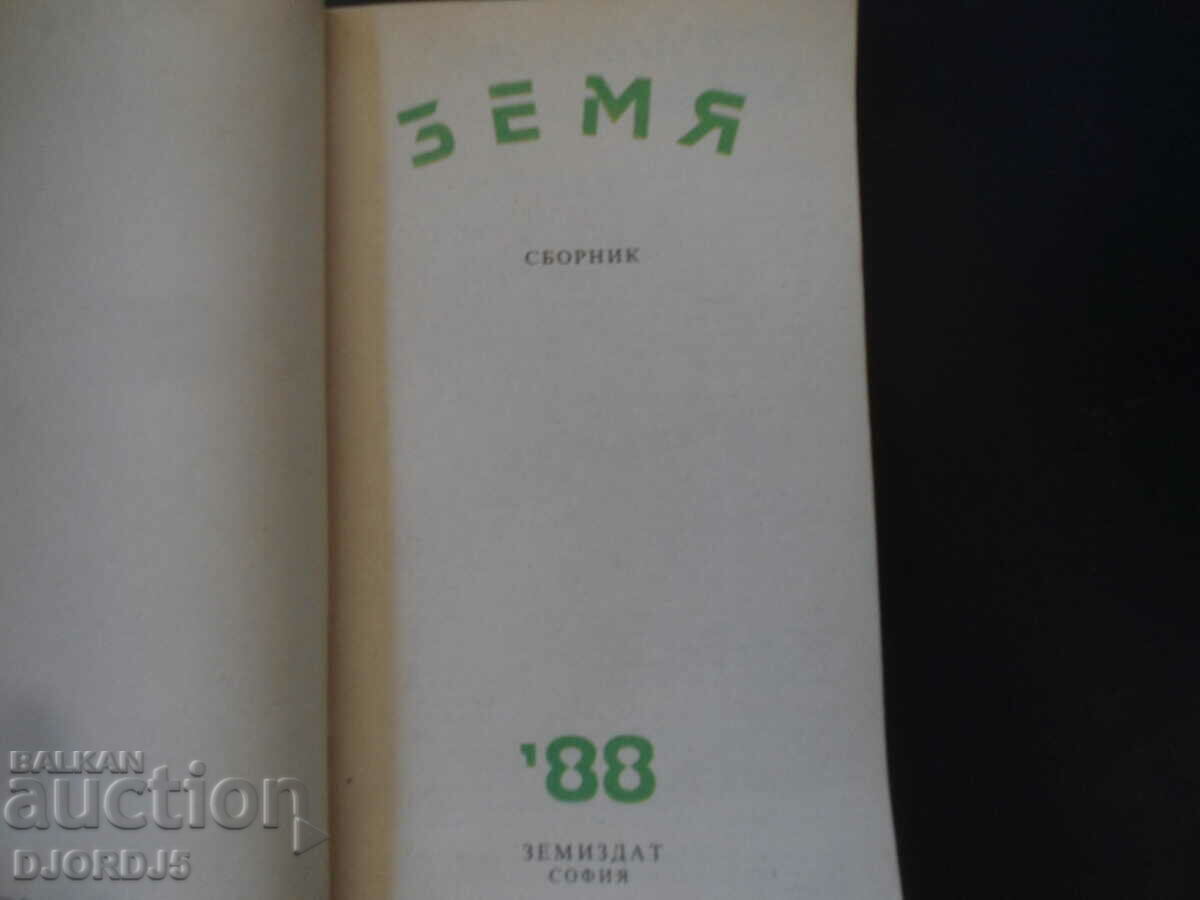 ЗЕМЯ
СБОРНИК
'88
ЗЕМИЗДАТ
СОФИЯ
BALKAN
auction
DJORDJ5